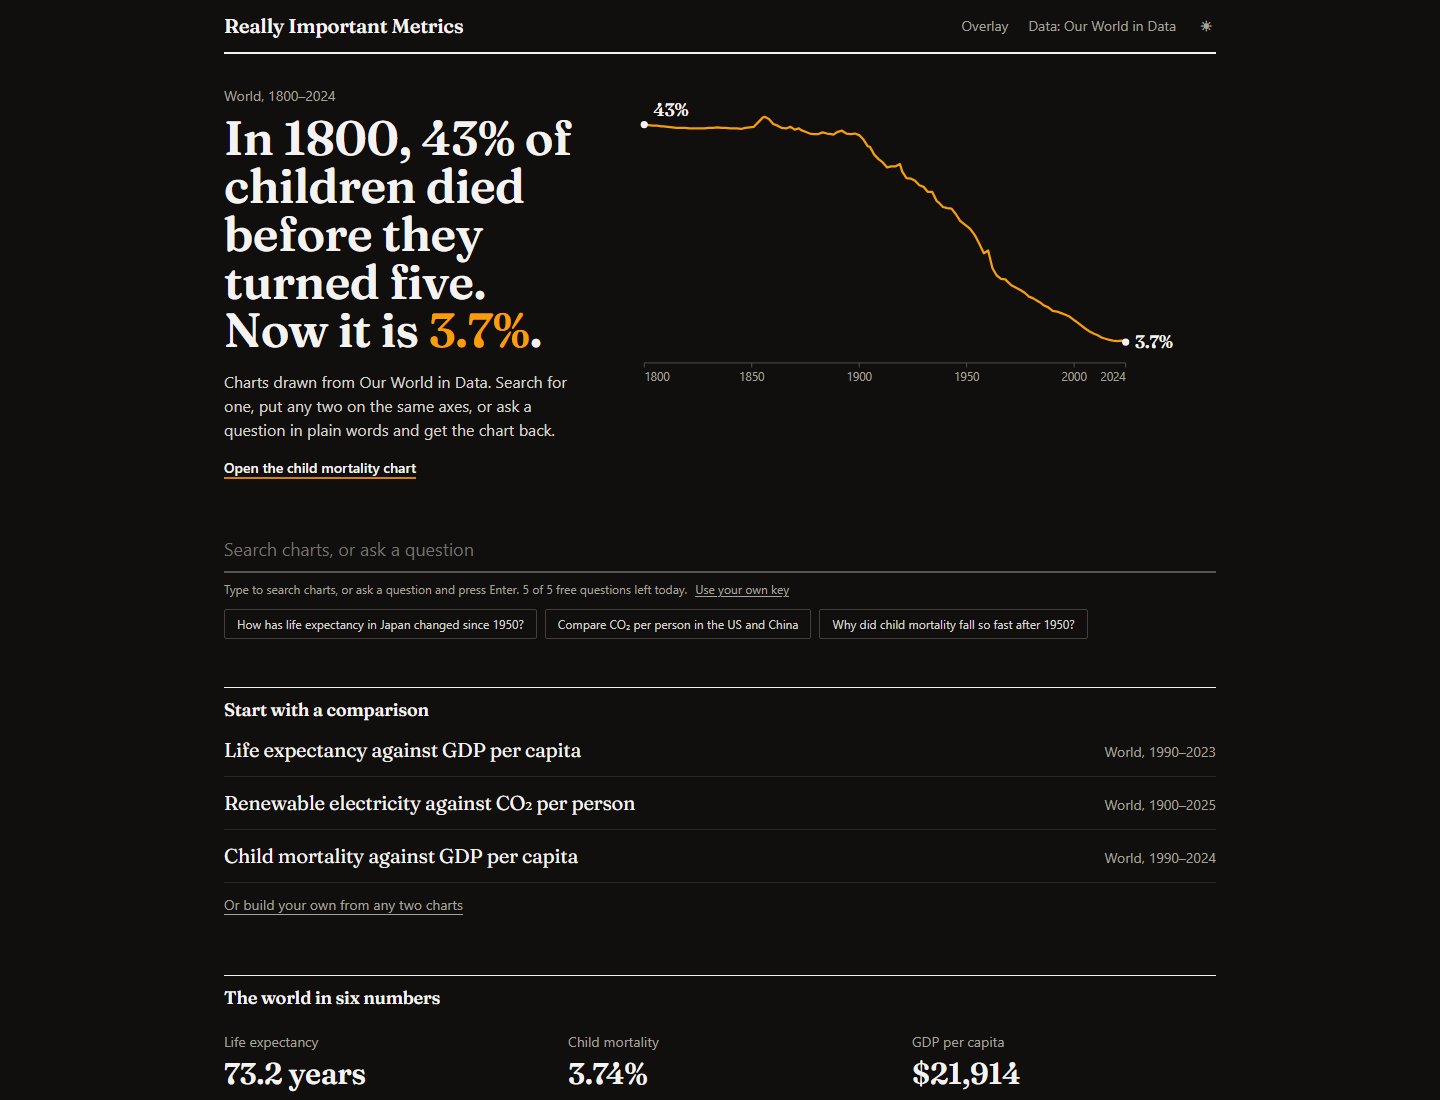 Really Important Metrics
Overlay
Data: Our World in Data
World, 1800–2024
In 1800, 43% of
children died
before they
turned five.
Now it is 3.7%.
Charts drawn from Our World in Data. Search for
one, put any two on the same axes, or ask a
question in plain words and get the chart back.
Open the child mortality chart
43%
3.7%
1800 1850 1900 1950 2000 2024
Search charts, or ask a question
Type to search charts, or ask a question and press Enter. 5 of 5 free questions left today. Use your own key
How has life expectancy in Japan changed since 1950?
Compare CO₂ per person in the US and China
Why did child mortality fall so fast after 1950?
Start with a comparison
Life expectancy against GDP per capita
World, 1990–2023
Renewable electricity against CO₂ per person
World, 1900–2025
Child mortality against GDP per capita
World, 1990–2024
Or build your own from any two charts
The world in six numbers
Life expectancy
73.2 years
Child mortality
3.74%
GDP per capita
$21,914